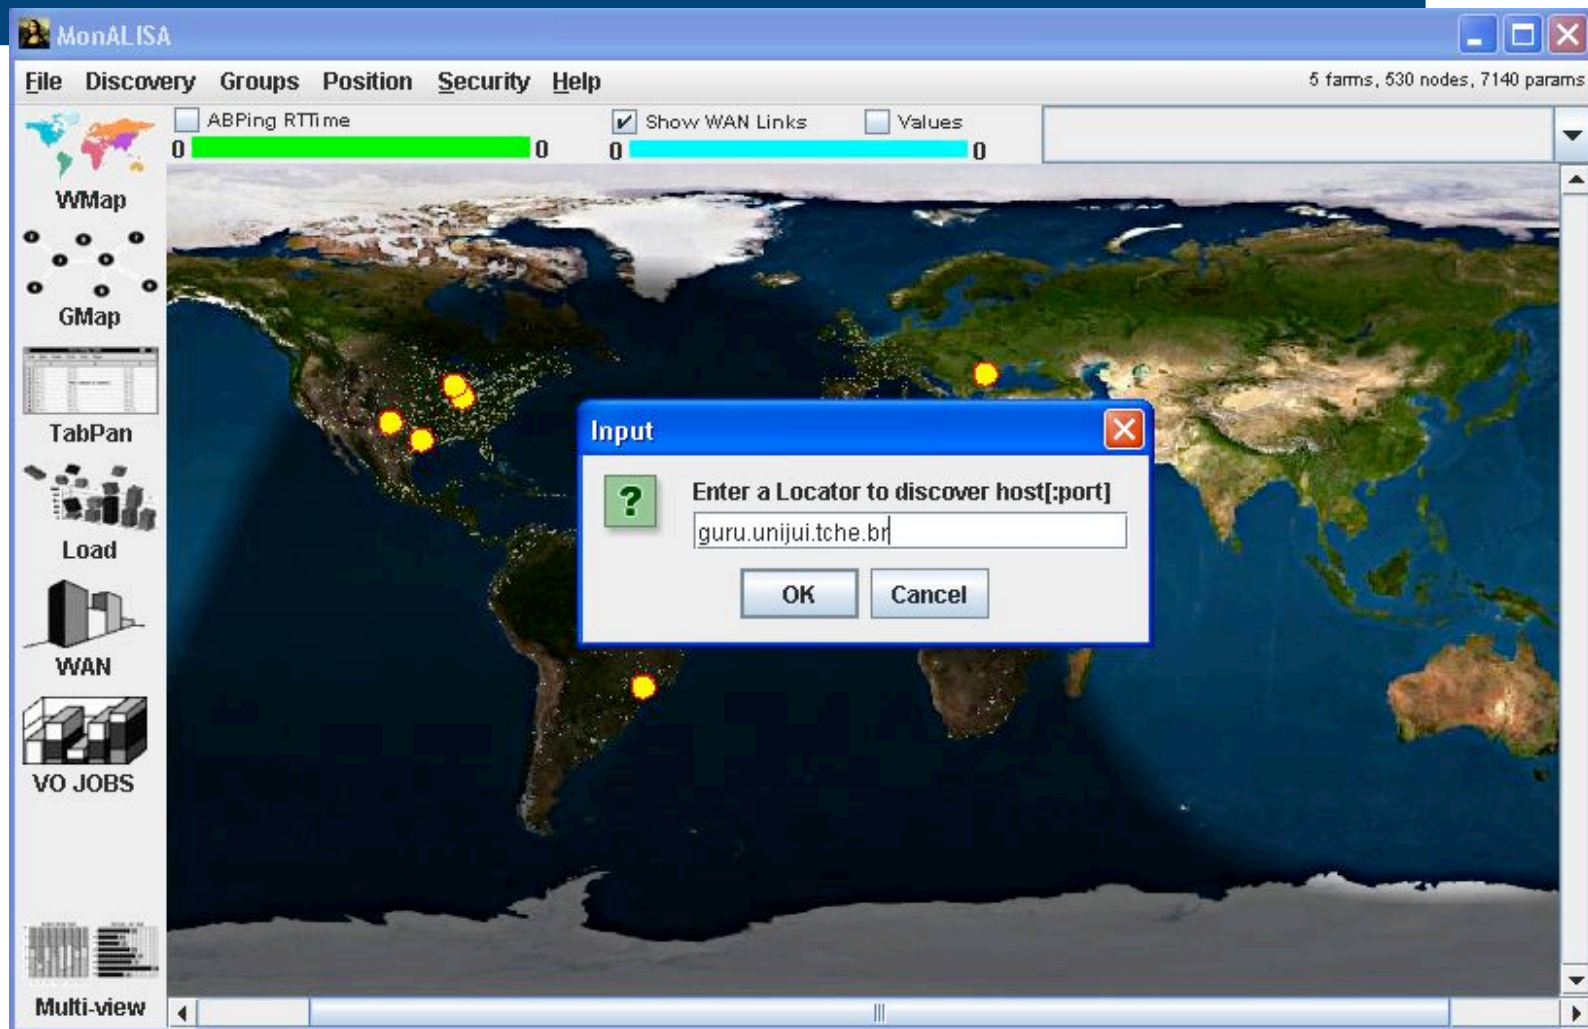 MonALISA
File Discovery Groups Position Security Help
5 farms, 530 nodes, 7140 params
ABPing RTTime
Show WAN Links
Values
0 0 0 0
WMap
GMap
TabPan
Load
WAN
VO JOBS
Multi-view
Input
Enter a Locator to discover host[:port]
guru.unijui.tche.br
OK Cancel